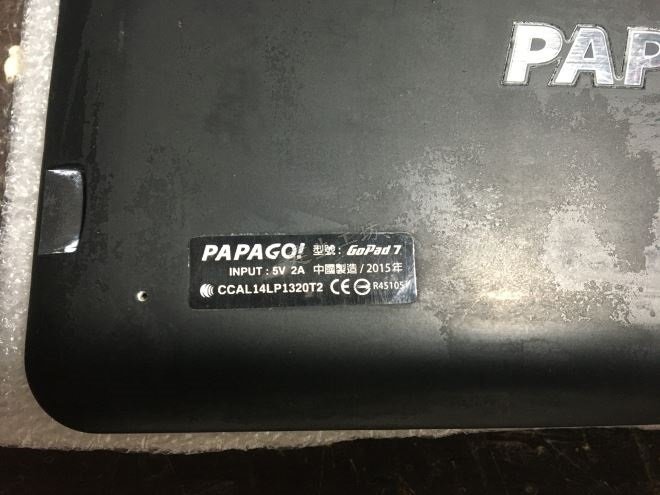 PAP
PAPAGO! 型號: GoPad 7
INPUT : 5V 2A 中國製造 / 2015年
CCAL14LP1320T2 CE R45105